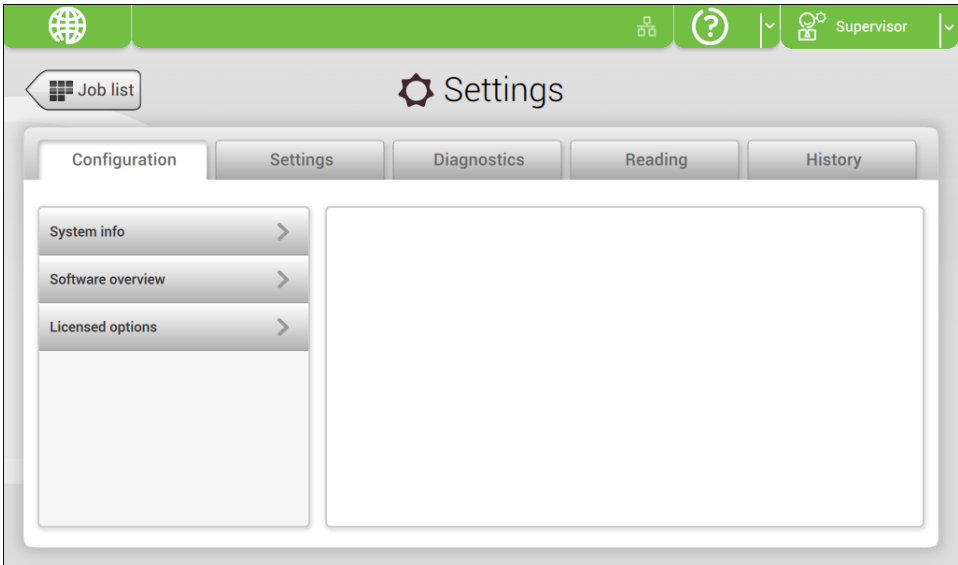 Supervisor
Job list
Settings
Configuration
Settings
Diagnostics
Reading
History
System info
Software overview
Licensed options